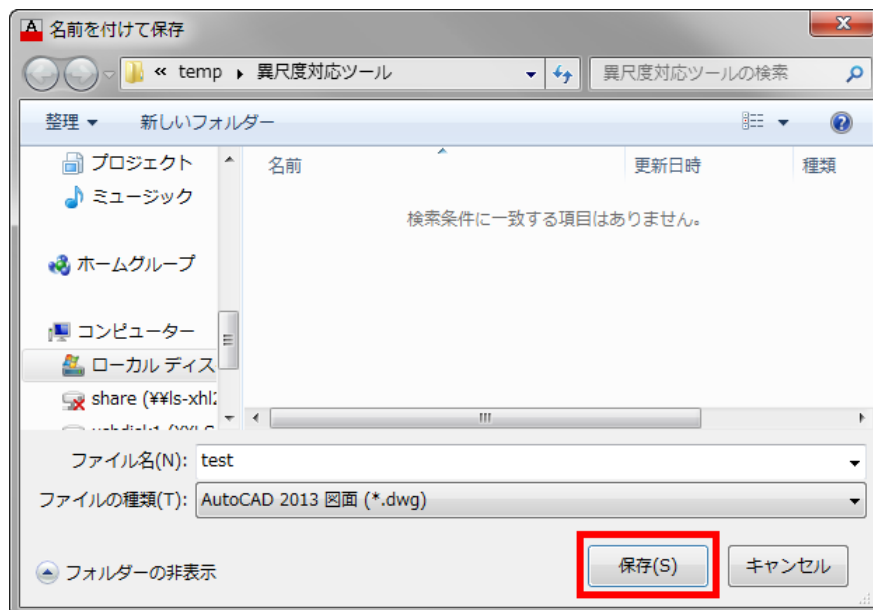 名前を付けて保存
« temp ▸ 異尺度対応ツール
異尺度対応ツールの検索
整理 ▼ 新しいフォルダー
プロジェクト
ミュージック
ホームグループ
コンピューター
ローカル ディス
share (¥¥ls-xhl2
名前 更新日時 種類
検索条件に一致する項目はありません。
ファイル名(N): test
ファイルの種類(T): AutoCAD 2013 図面 (*.dwg)
フォルダーの非表示
保存(S) キャンセル